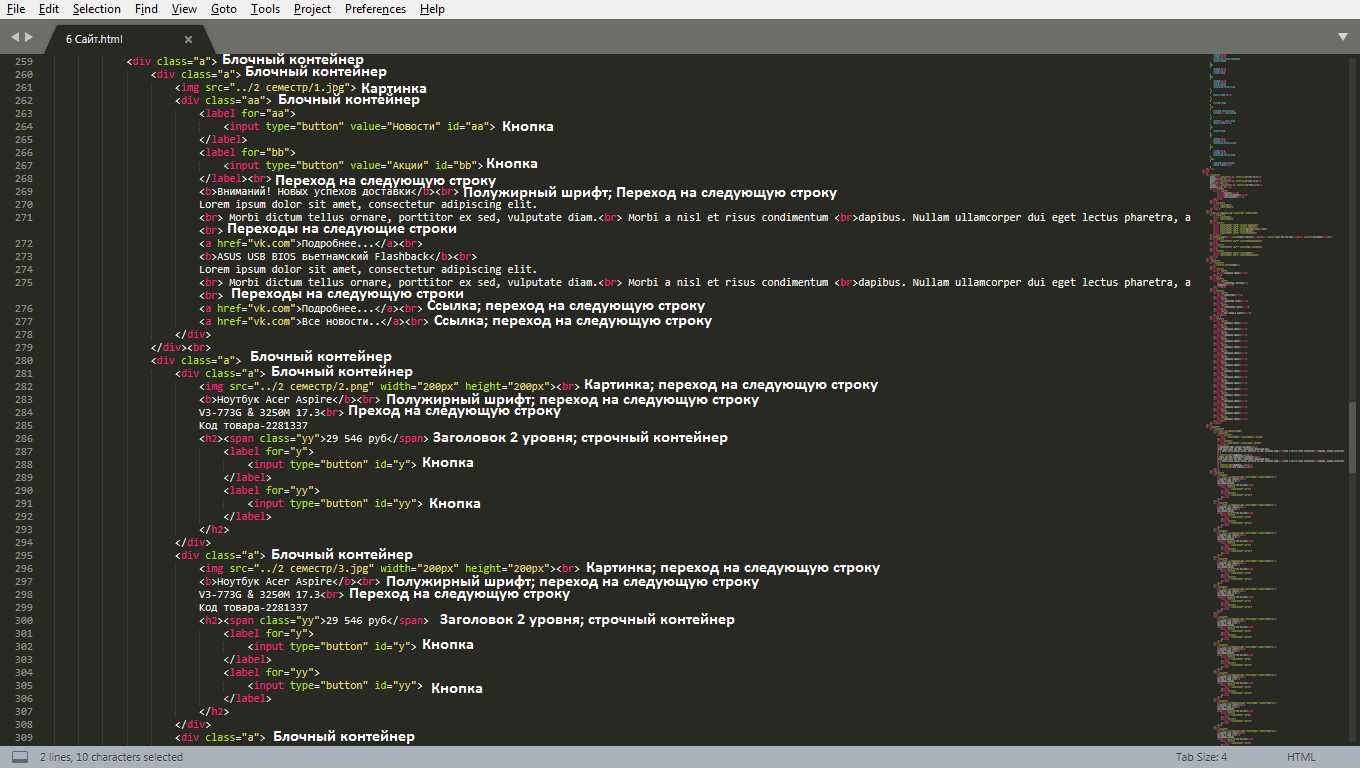 File Edit Selection Find View Goto Tools Project Preferences Help
6 Сайт.html ×
259 <div class="a"> Блочный контейнер
260 <div class="a"> Блочный контейнер
261 <img src="../2 семестр/1.jpg"> Картинка
262 <div class="aa"> Блочный контейнер
263 <label for="aa">
264 <input type="button" value="Новости" id="aa"> Кнопка
265 </label>
266 <label for="bb">
267 <input type="button" value="Акции" id="bb"> Кнопка
268 </label><br> Переход на следующую строку
269 <b>Вниманий! Новых успехов доставки</b><br> Полужирный шрифт; Переход на следующую строку
270 Lorem ipsum dolor sit amet, consectetur adipiscing elit.
271 <br> Morbi dictum tellus ornare, porttitor ex sed, vulputate diam.<br> Morbi a nisl et risus condimentum <br>dapibus. Nullam ullamcorper dui eget lectus pharetra, a
<br> Переходы на следующие строки
272 <a href="vk.com">Подробнее...</a><br>
273 <b>ASUS USB BIOS вьетнамский Flashback</b><br>
274 Lorem ipsum dolor sit amet, consectetur adipiscing elit.
275 <br> Morbi dictum tellus ornare, porttitor ex sed, vulputate diam.<br> Morbi a nisl et risus condimentum <br>dapibus. Nullam ullamcorper dui eget lectus pharetra, a
<br> Переходы на следующую строки
276 <a href="vk.com">Подробнее...</a><br> Ссылка; переход на следующую строку
277 <a href="vk.com">Все новости..</a><br> Ссылка; переход на следующую строку
278 </div>
279 </div><br>
280 <div class="a"> Блочный контейнер
281 <div class="a"> Блочный контейнер
282 <img src="../2 семестр/2.png" width="200px" height="200px"><br> Картинка; переход на следующую строку
283 <b>Ноутбук Acer Aspire</b><br> Полужирный шрифт; переход на следующую строку
284 V3-773G & 3250M 17.3<br> Преход на следующую строку
285 Код товара-2281337
286 <h2><span class="yy">29 546 руб</span> Заголовок 2 уровня; строчный контейнер
287 <label for="y">
288 <input type="button" id="y"> Кнопка
289 </label>
290 <label for="yy">
291 <input type="button" id="yy"> Кнопка
292 </label>
293 </h2>
294 </div>
295 <div class="a"> Блочный контейнер
296 <img src="../2 семестр/3.jpg" width="200px" height="200px"><br> Картинка; переход на следующую строку
297 <b>Ноутбук Acer Aspire</b><br> Полужирный шрифт; переход на следующую строку
298 V3-773G & 3250M 17.3<br> Переход на следующую строку
299 Код товара-2281337
300 <h2><span class="yy">29 546 руб</span> Заголовок 2 уровня; строчный контейнер
301 <label for="y">
302 <input type="button" id="y"> Кнопка
303 </label>
304 <label for="yy">
305 <input type="button" id="yy"> Кнопка
306 </label>
307 </h2>
308 </div>
309 <div class="a"> Блочный контейнер
2 lines, 10 characters selected Tab Size: 4 HTML